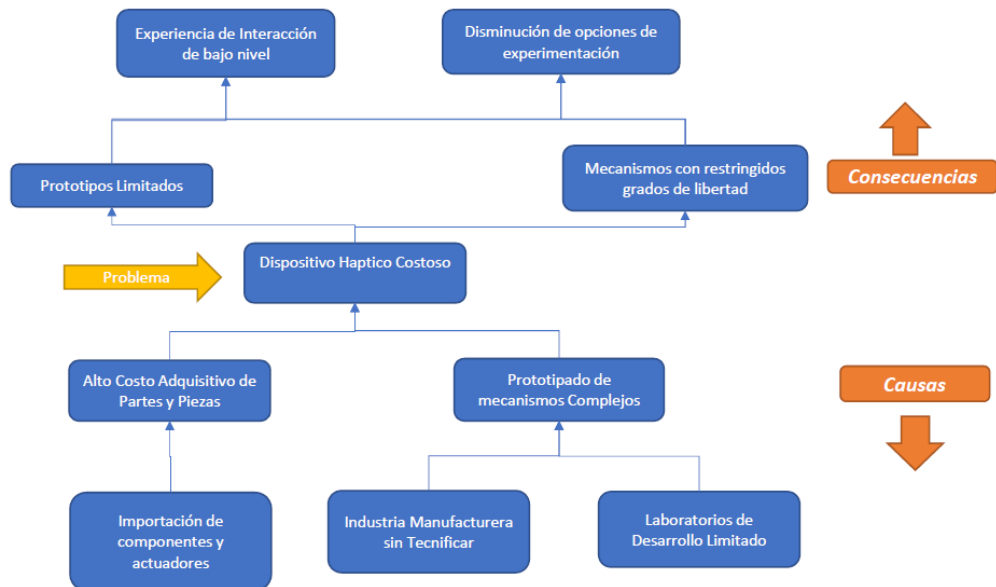 Experiencia de Interacción
de bajo nivel
Disminución de opciones de
experimentación
Prototipos Limitados
Mecanismos con restringidos
grados de libertad
Consecuencias
Dispositivo Haptico Costoso
Problema
Alto Costo Adquisitivo de
Partes y Piezas
Prototipado de
mecanismos Complejos
Causas
Importación de
componentes y
actuadores
Industria Manufacturera
sin Tecnificar
Laboratorios de
Desarrollo Limitado